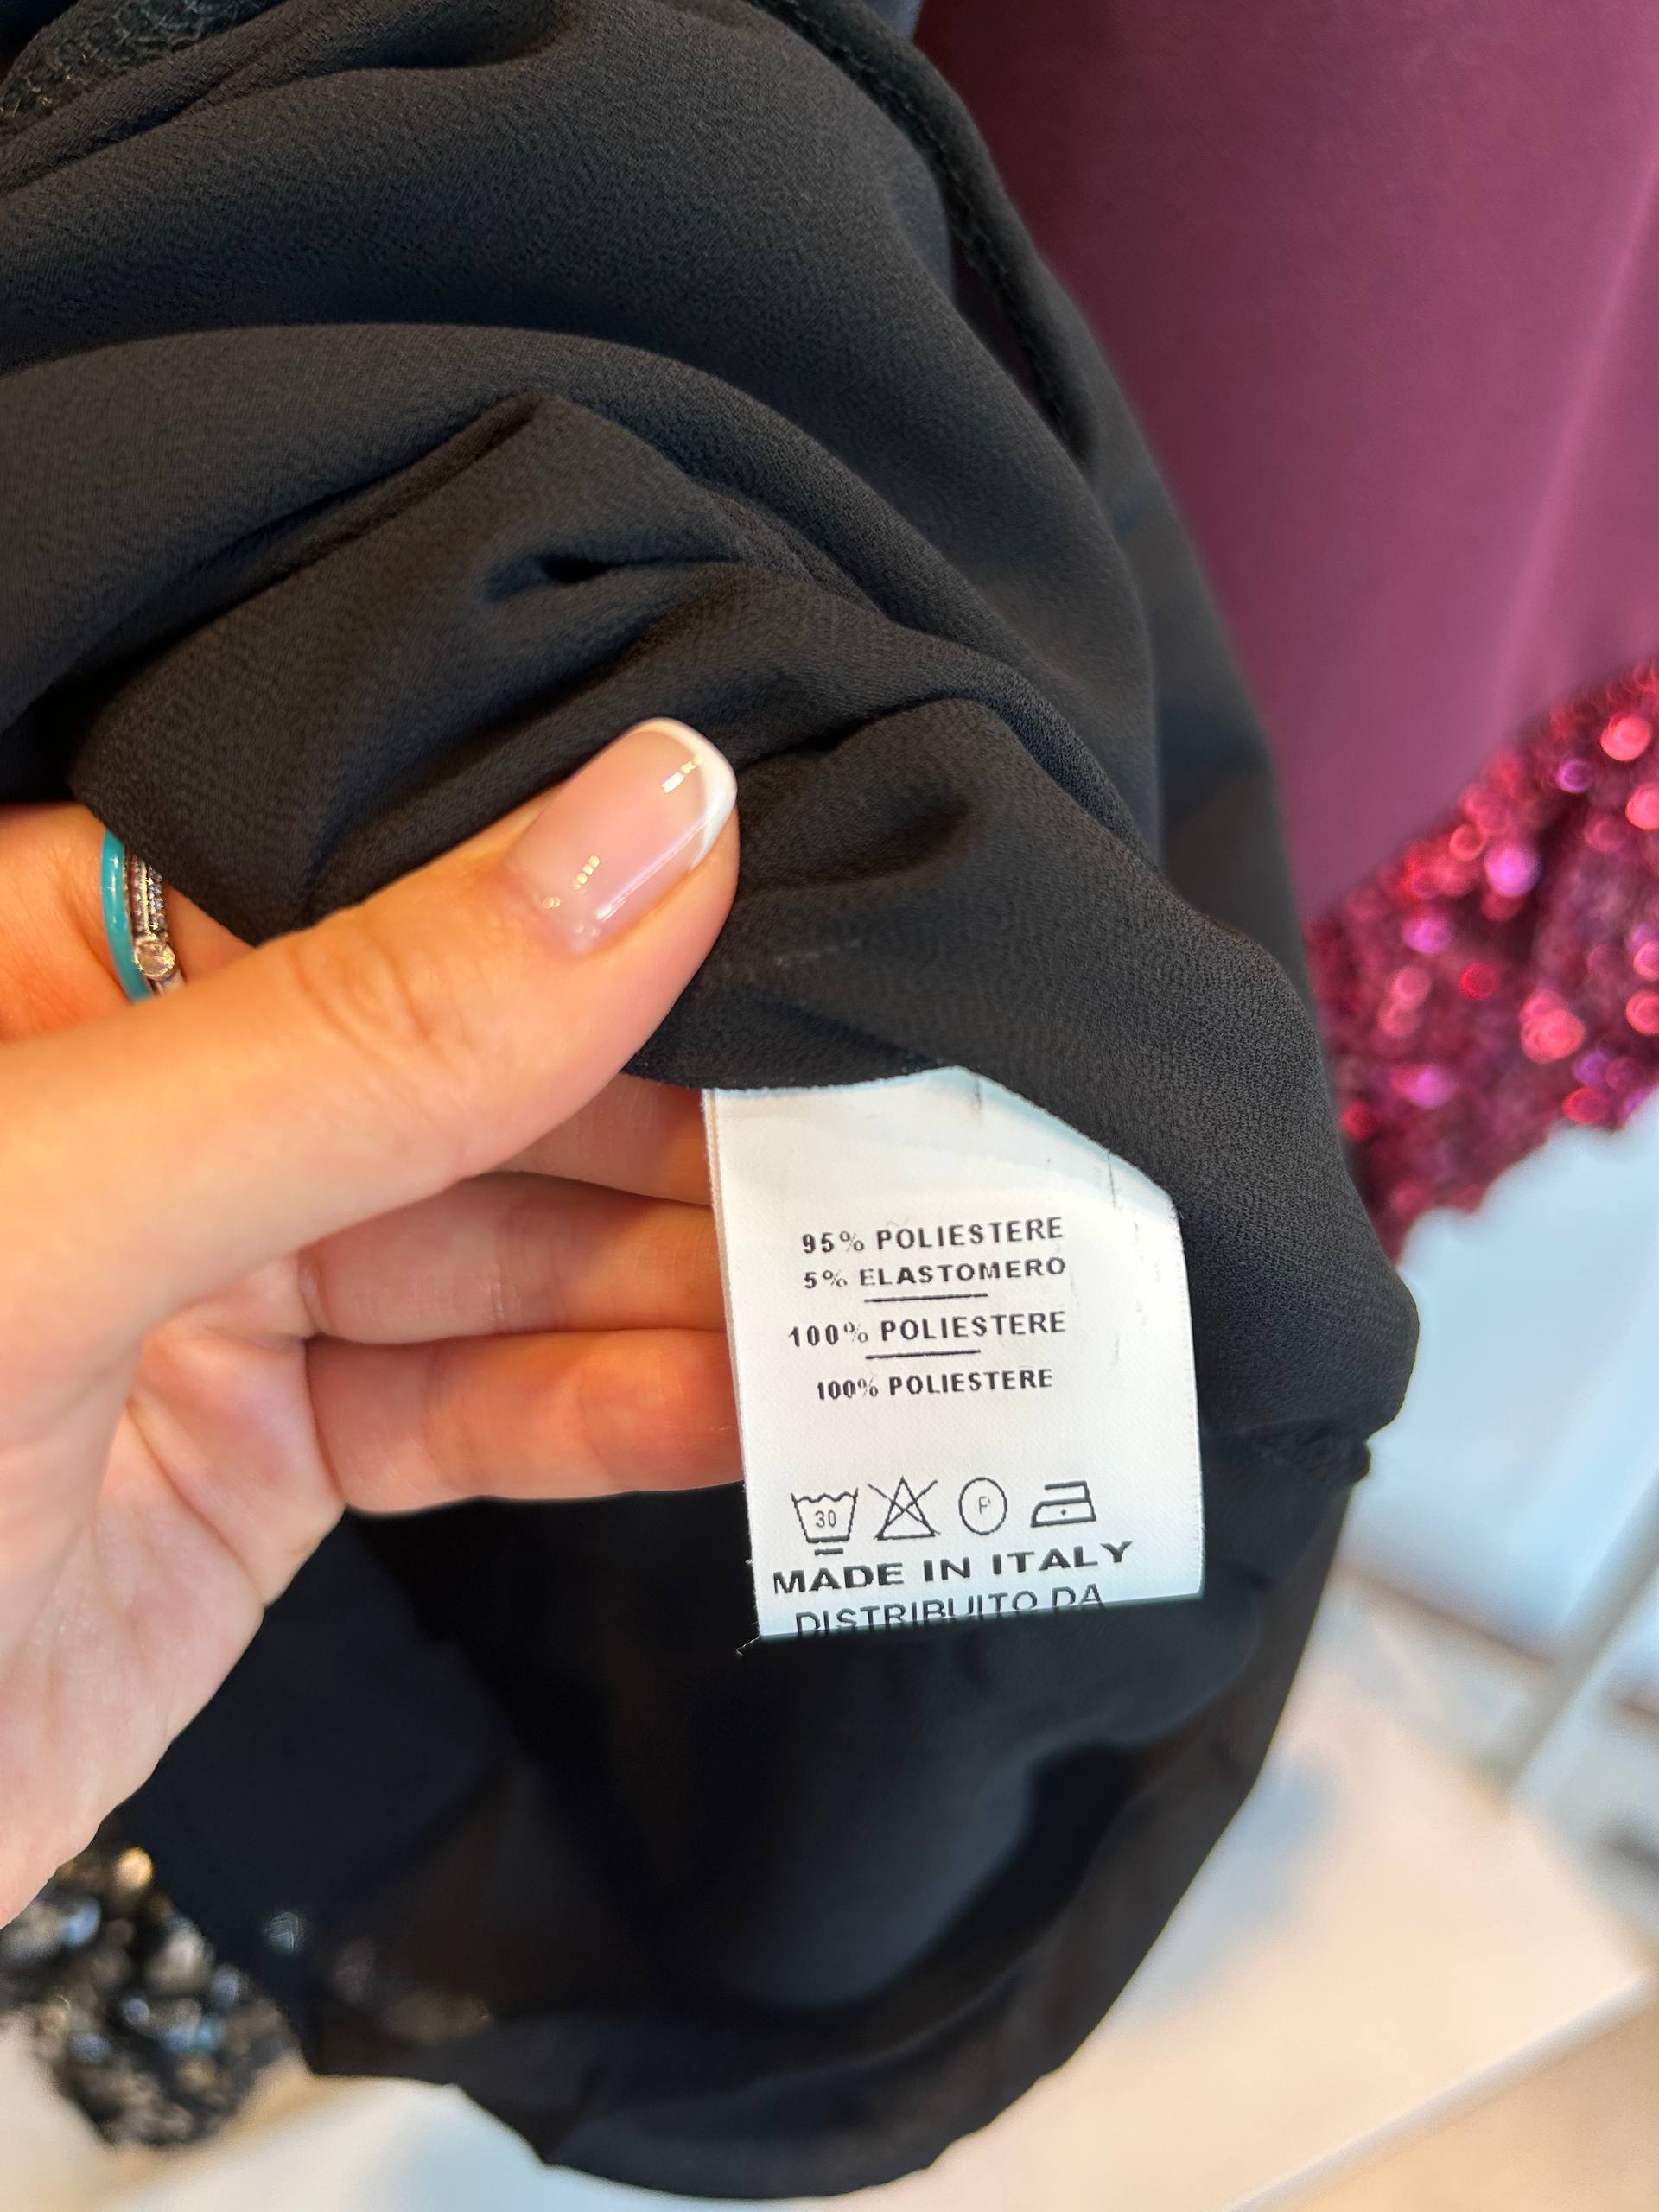 95% POLIESTERE
5% ELASTOMERO
100% POLIESTERE
100% POLIESTERE
30 P
MADE IN ITALY
DISTRIBUITO DA